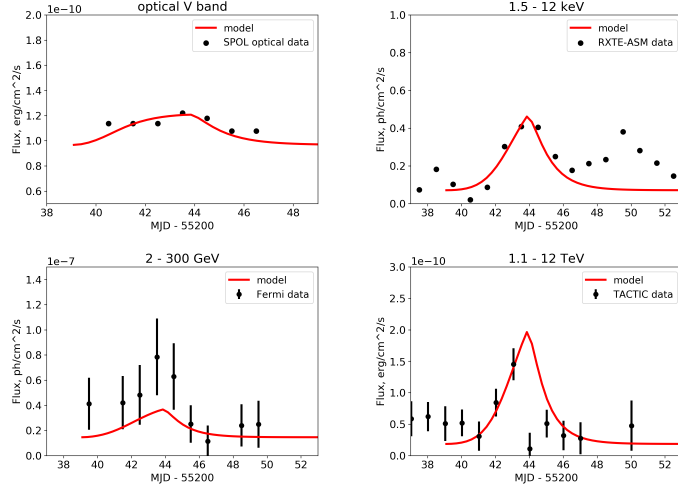 optical V band
1e−10
model
SPOL optical data
Flux, erg/cm^2/s
2.0
1.8
1.6
1.4
1.2
1.0
0.8
0.6
38 40 42 44 46 48
MJD - 55200
1.5 - 12 keV
model
RXTE-ASM data
Flux, ph/cm^2/s
1.0
0.8
0.6
0.4
0.2
0.0
38 40 42 44 46 48 50 52
MJD - 55200
2 - 300 GeV
1e−7
model
Fermi data
Flux, ph/cm^2/s
1.4
1.2
1.0
0.8
0.6
0.4
0.2
0.0
38 40 42 44 46 48 50 52
MJD - 55200
1.1 - 12 TeV
1e−10
model
TACTIC data
Flux, ph/cm^2/s
3.0
2.5
2.0
1.5
1.0
0.5
0.0
38 40 42 44 46 48 50 52
MJD - 55200